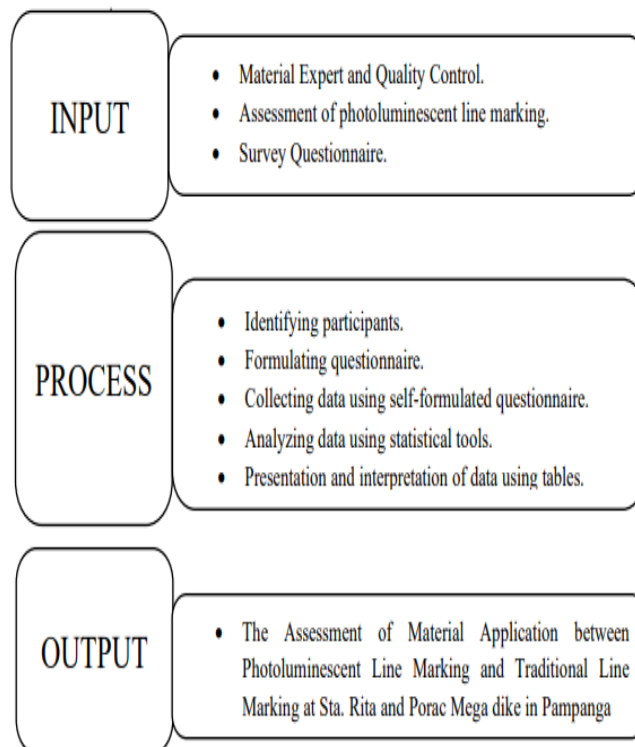 INPUT
• Material Expert and Quality Control.
• Assessment of photoluminescent line marking.
• Survey Questionnaire.
PROCESS
• Identifying participants.
• Formulating questionnaire.
• Collecting data using self-formulated questionnaire.
• Analyzing data using statistical tools.
• Presentation and interpretation of data using tables.
OUTPUT
• The Assessment of Material Application between
Photoluminescent Line Marking and Traditional Line
Marking at Sta. Rita and Porac Mega dike in Pampanga